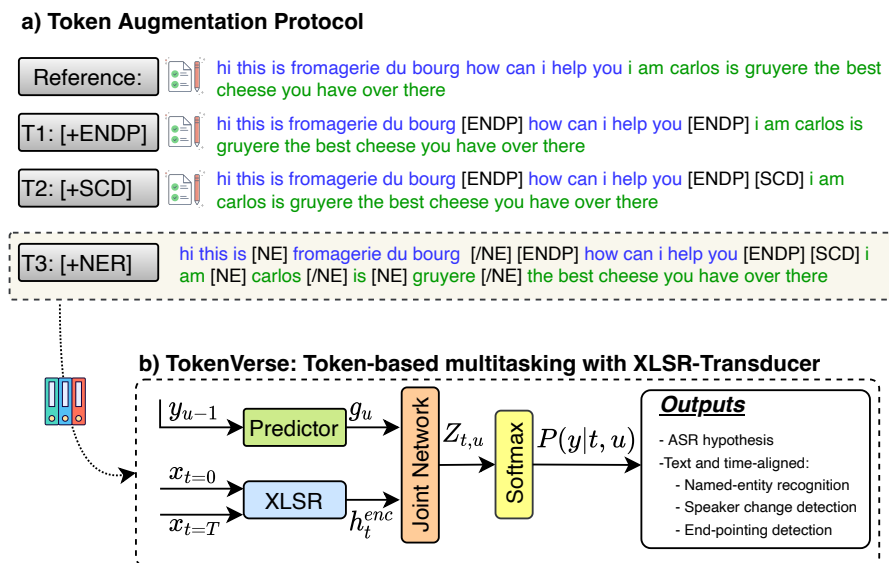 a) Token Augmentation Protocol
Reference:
hi this is fromagerie du bourg how can i help you i am carlos is gruyere the best
cheese you have over there
T1: [+ENDP]
hi this is fromagerie du bourg [ENDP] how can i help you [ENDP] i am carlos is
gruyere the best cheese you have over there
T2: [+SCD]
hi this is fromagerie du bourg [ENDP] how can i help you [ENDP] [SCD] i am
carlos is gruyere the best cheese you have over there
T3: [+NER]
hi this is [NE] fromagerie du bourg [/NE] [ENDP] how can i help you [ENDP] [SCD] i
am [NE] carlos [/NE] is [NE] gruyere [/NE] the best cheese you have over there
b) TokenVerse: Token-based multitasking with XLSR-Transducer
y_{u-1}
Predictor
g_u
x_{t=0}
x_{t=T}
XLSR
h_t^{enc}
Joint Network
Z_{t,u}
Softmax
P(y|t, u)
Outputs
- ASR hypothesis
-Text and time-aligned:
- Named-entity recognition
- Speaker change detection
- End-pointing detection